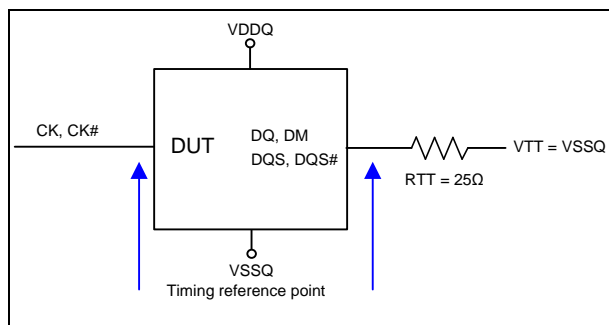 VDDQ
CK, CK#
DUT
DQ, DM
DQS, DQS#
VTT = VSSQ
RTT = 25Ω
VSSQ
Timing reference point